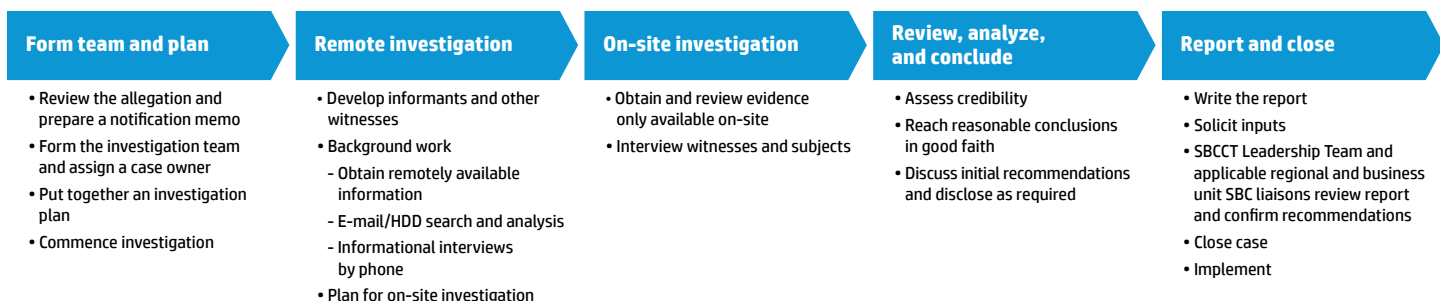 Form team and plan
• Review the allegation and
prepare a notification memo
• Form the investigation team
and assign a case owner
• Put together an investigation
plan
• Commence investigation
Remote investigation
• Develop informants and other
witnesses
• Background work
- Obtain remotely available
information
- E-mail/HDD search and analysis
- Informational interviews
by phone
• Plan for on-site investigation
On-site investigation
• Obtain and review evidence
only available on-site
• Interview witnesses and subjects
Review, analyze,
and conclude
• Assess credibility
• Reach reasonable conclusions
in good faith
• Discuss initial recommendations
and disclose as required
Report and close
• Write the report
• Solicit inputs
• SBCCT Leadership Team and
applicable regional and business
unit SBC liaisons review report
and confirm recommendations
• Close case
• Implement